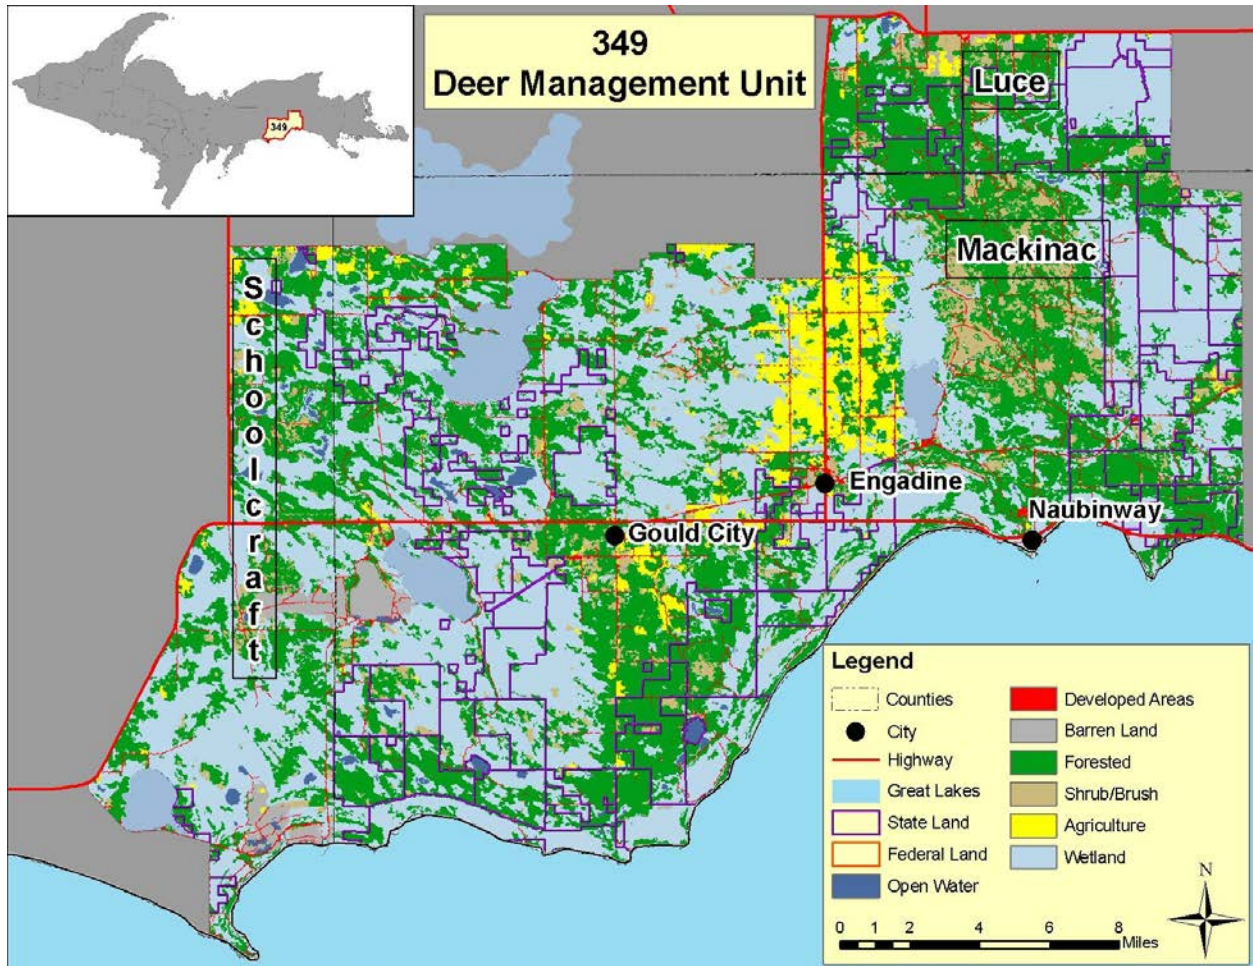 349
Deer Management Unit
349
Luce
Mackinac
Schoolcraft
Engadine
Naubinway
Gould City
Legend
Counties
City
Highway
Great Lakes
State Land
Federal Land
Open Water
Developed Areas
Barren Land
Forested
Shrub/Brush
Agriculture
Wetland
N
0 1 2 4 6 8
Miles